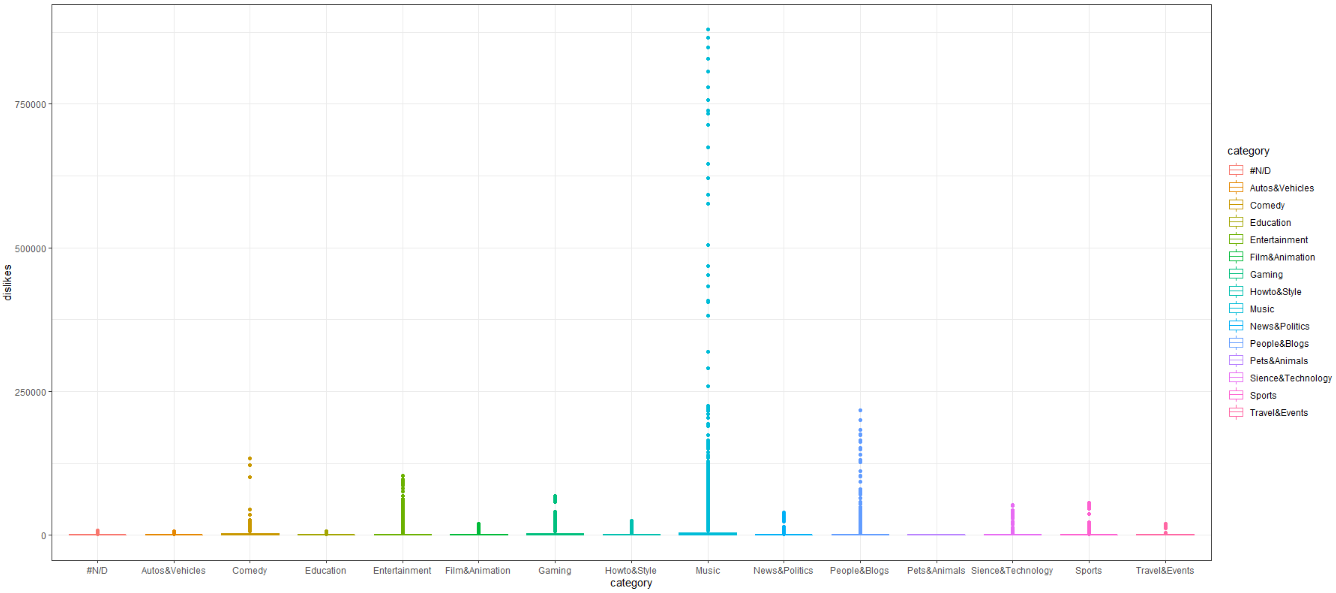 750000
500000
250000
0
dislikes
#N/D Autos&Vehicles Comedy Education Entertainment Film&Animation Gaming Howto&Style Music News&Politics People&Blogs Pets&Animals Sience&Technology Sports Travel&Events
category
category
#N/D
Autos&Vehicles
Comedy
Education
Entertainment
Film&Animation
Gaming
Howto&Style
Music
News&Politics
People&Blogs
Pets&Animals
Sience&Technology
Sports
Travel&Events